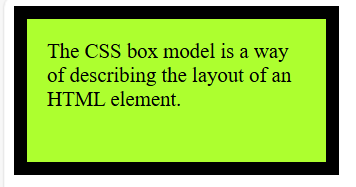 The CSS box model is a way
of describing the layout of an
HTML element.